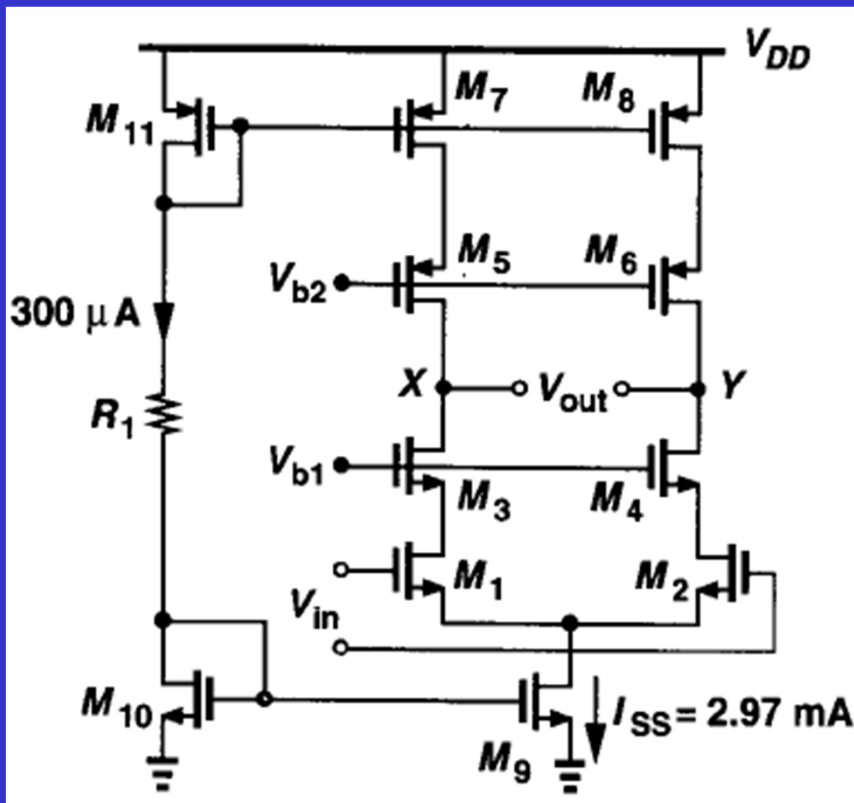 V_DD
M_11
M_7
M_8
M_5
M_6
V_b2
300 μA
X
V_out
Y
R_1
V_b1
M_3
M_4
M_1
M_2
V_in
M_10
M_9
I_SS = 2.97 mA